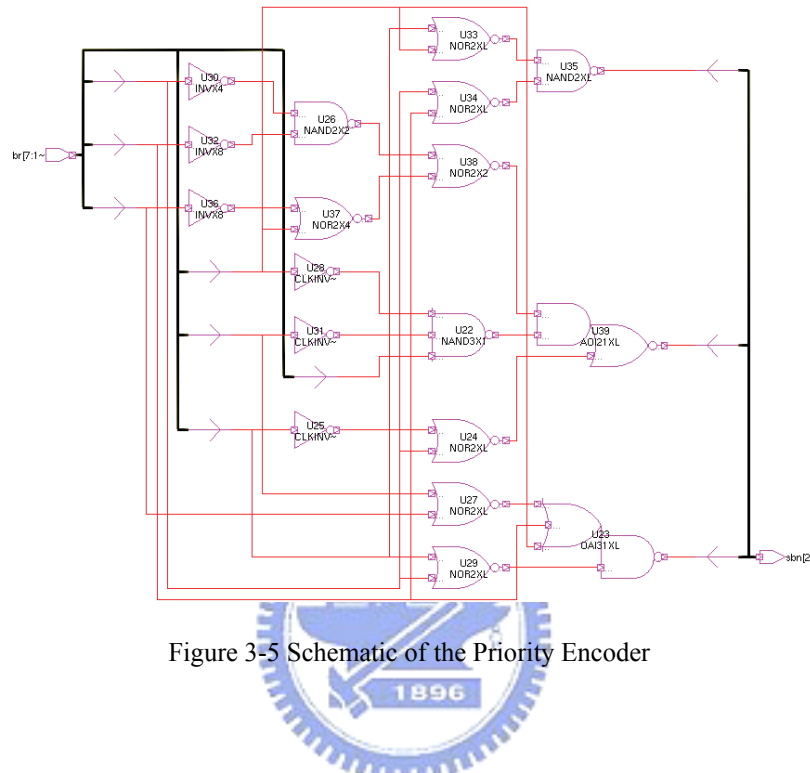 U33
NOR2XL
U35
NAND2XL
U30
INVX4
U34
NOR2XL
U26
NAND2X2
U32
INVX8
br[7:1~
U38
NOR2X2
U36
INVX8
U37
NOR2X4
U28
CLKINV~
U31
CLKINV~
U22
NAND3X1
U39
AOI21XL
U25
CLKINV~
U24
NOR2XL
U27
NOR2XL
U23
OAI31XL
U29
NOR2XL
sbn[2
Figure 3-5 Schematic of the Priority Encoder
1896